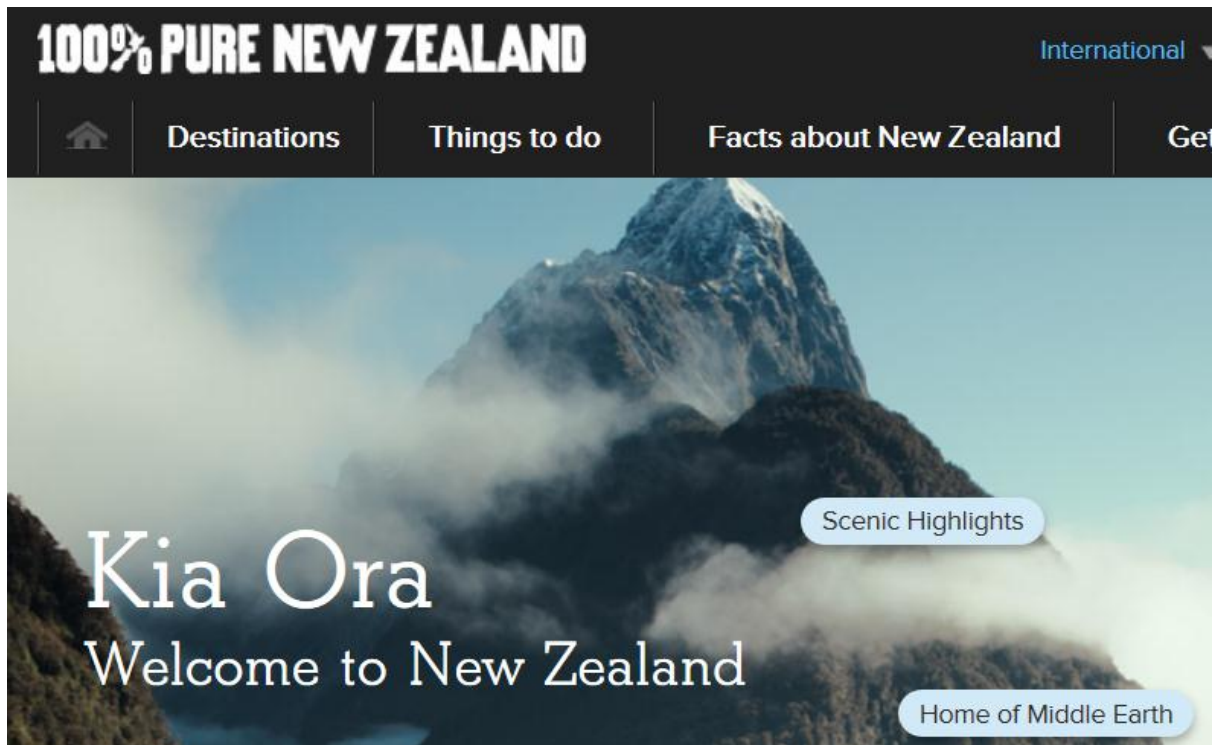 100% PURE NEW ZEALAND
International
Destinations Things to do Facts about New Zealand Get
Scenic Highlights
Kia Ora
Welcome to New Zealand
Home of Middle Earth